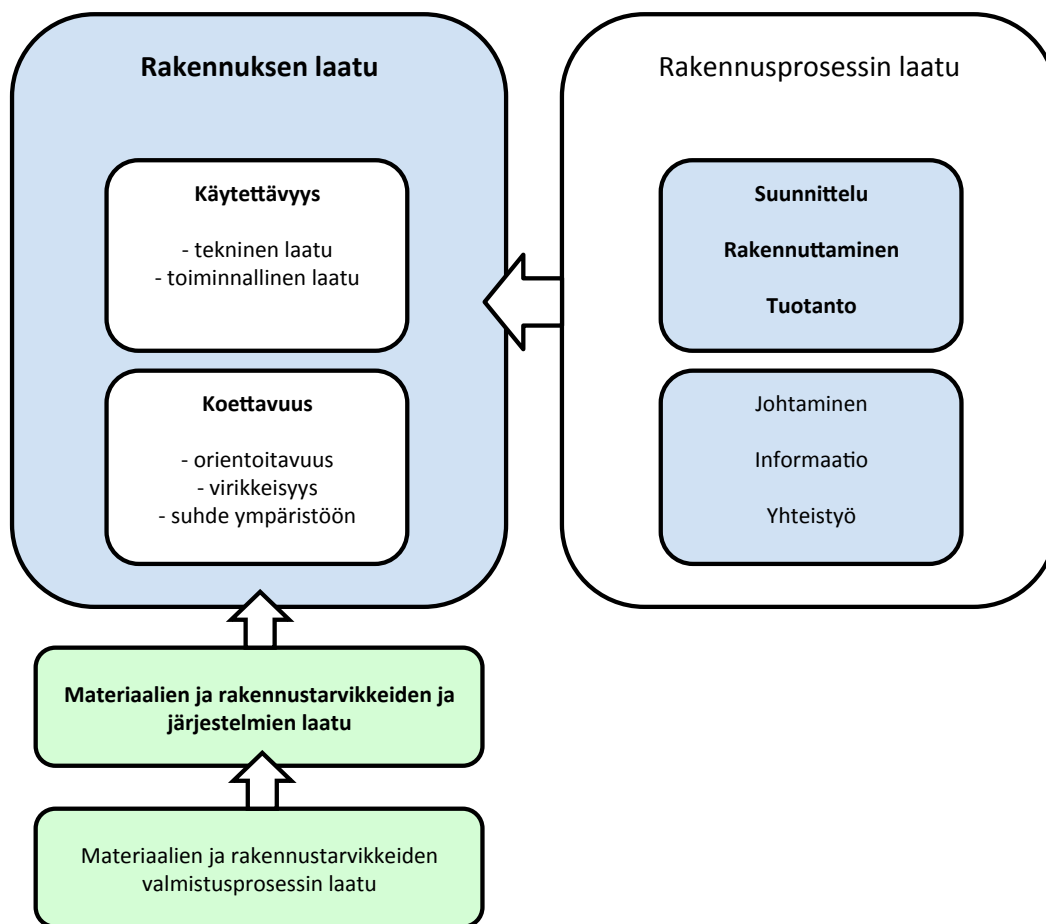 Rakennuksen laatu
Käytettävyys
- tekninen laatu
- toiminnallinen laatu
Koettavuus
- orientoitavuus
- virikkeisyys
- suhde ympäristöön
Rakennusprosessin laatu
Suunnittelu
Rakennuttaminen
Tuotanto
Johtaminen
Informaatio
Yhteistyö
Materiaalien ja rakennustarvikkeiden ja
järjestelmien laatu
Materiaalien ja rakennustarvikkeiden
valmistusprosessin laatu